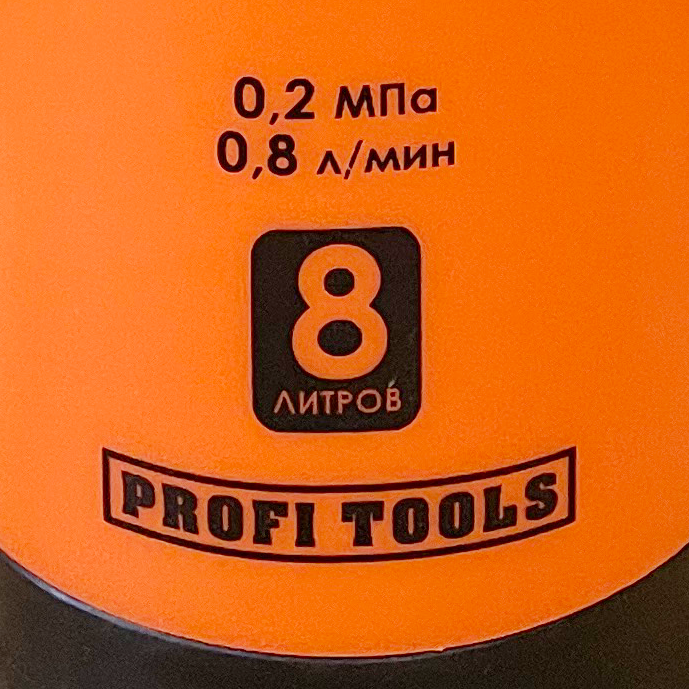 0,2 МПа
0,8 л/мин
8
ЛИТРОВ
PROFI TOOLS